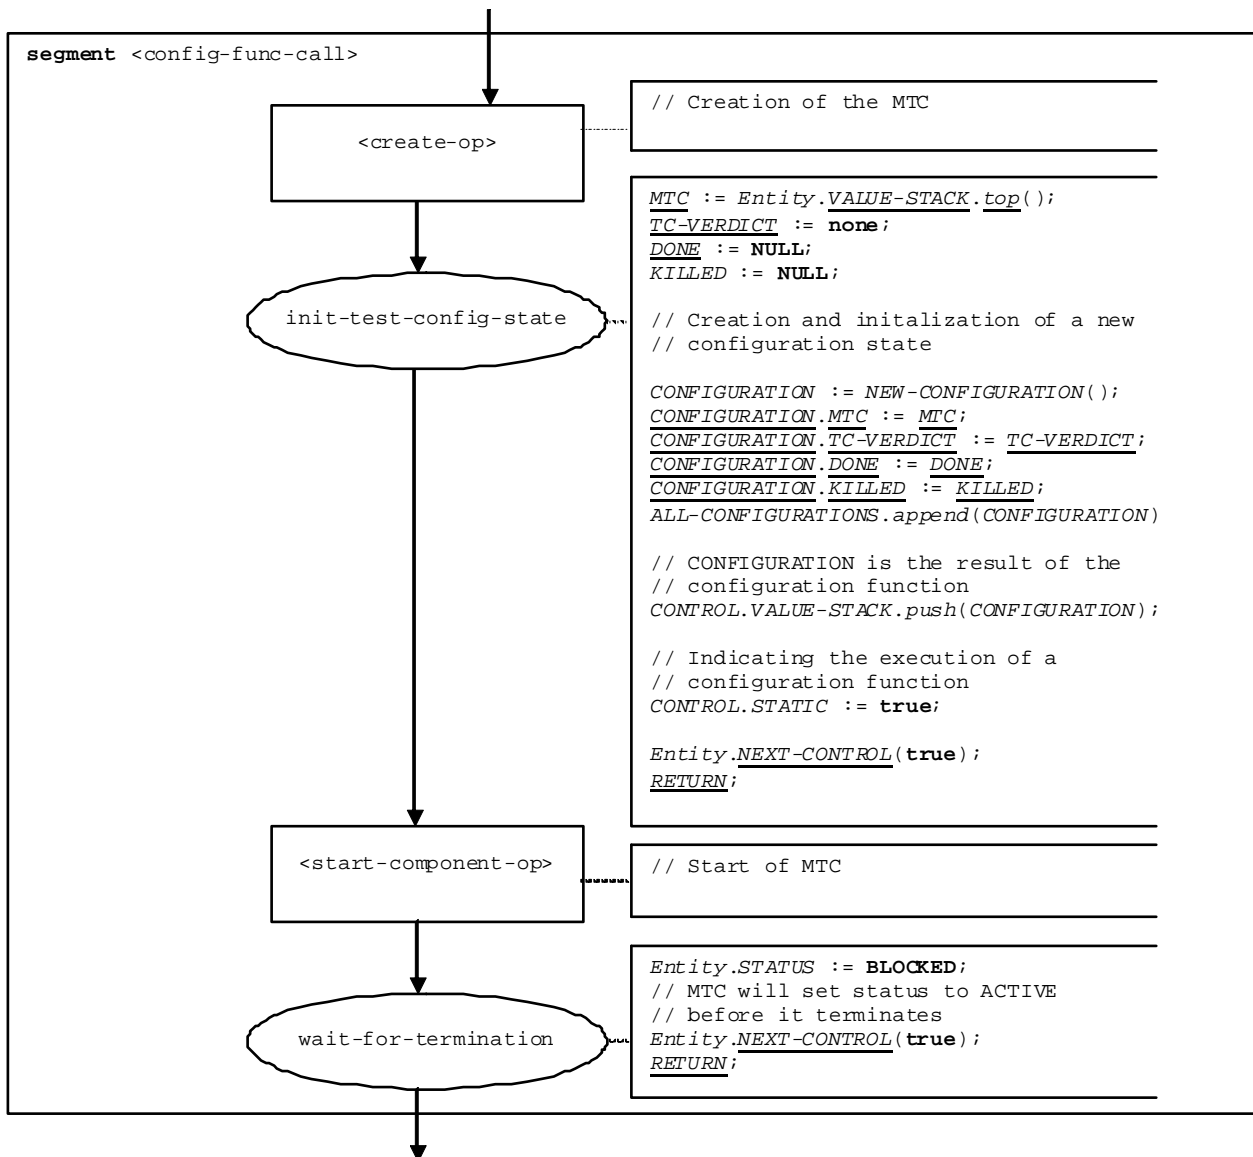 segment <config-func-call>
<create-op>
// Creation of the MTC
init-test-config-state
MTC := Entity.VALUE-STACK.top();
TC-VERDICT := none;
DONE := NULL;
KILLED := NULL;
// Creation and initalization of a new
// configuration state
CONFIGURATION := NEW-CONFIGURATION();
CONFIGURATION.MTC := MTC;
CONFIGURATION.TC-VERDICT := TC-VERDICT;
CONFIGURATION.DONE := DONE;
CONFIGURATION.KILLED := KILLED;
ALL-CONFIGURATIONS.append(CONFIGURATION)
// CONFIGURATION is the result of the
// configuration function
CONTROL.VALUE-STACK.push(CONFIGURATION);
// Indicating the execution of a
// configuration function
CONTROL.STATIC := true;
Entity.NEXT-CONTROL(true);
RETURN;
<start-component-op>
// Start of MTC
wait-for-termination
Entity.STATUS := BLOCKED;
// MTC will set status to ACTIVE
// before it terminates
Entity.NEXT-CONTROL(true);
RETURN;